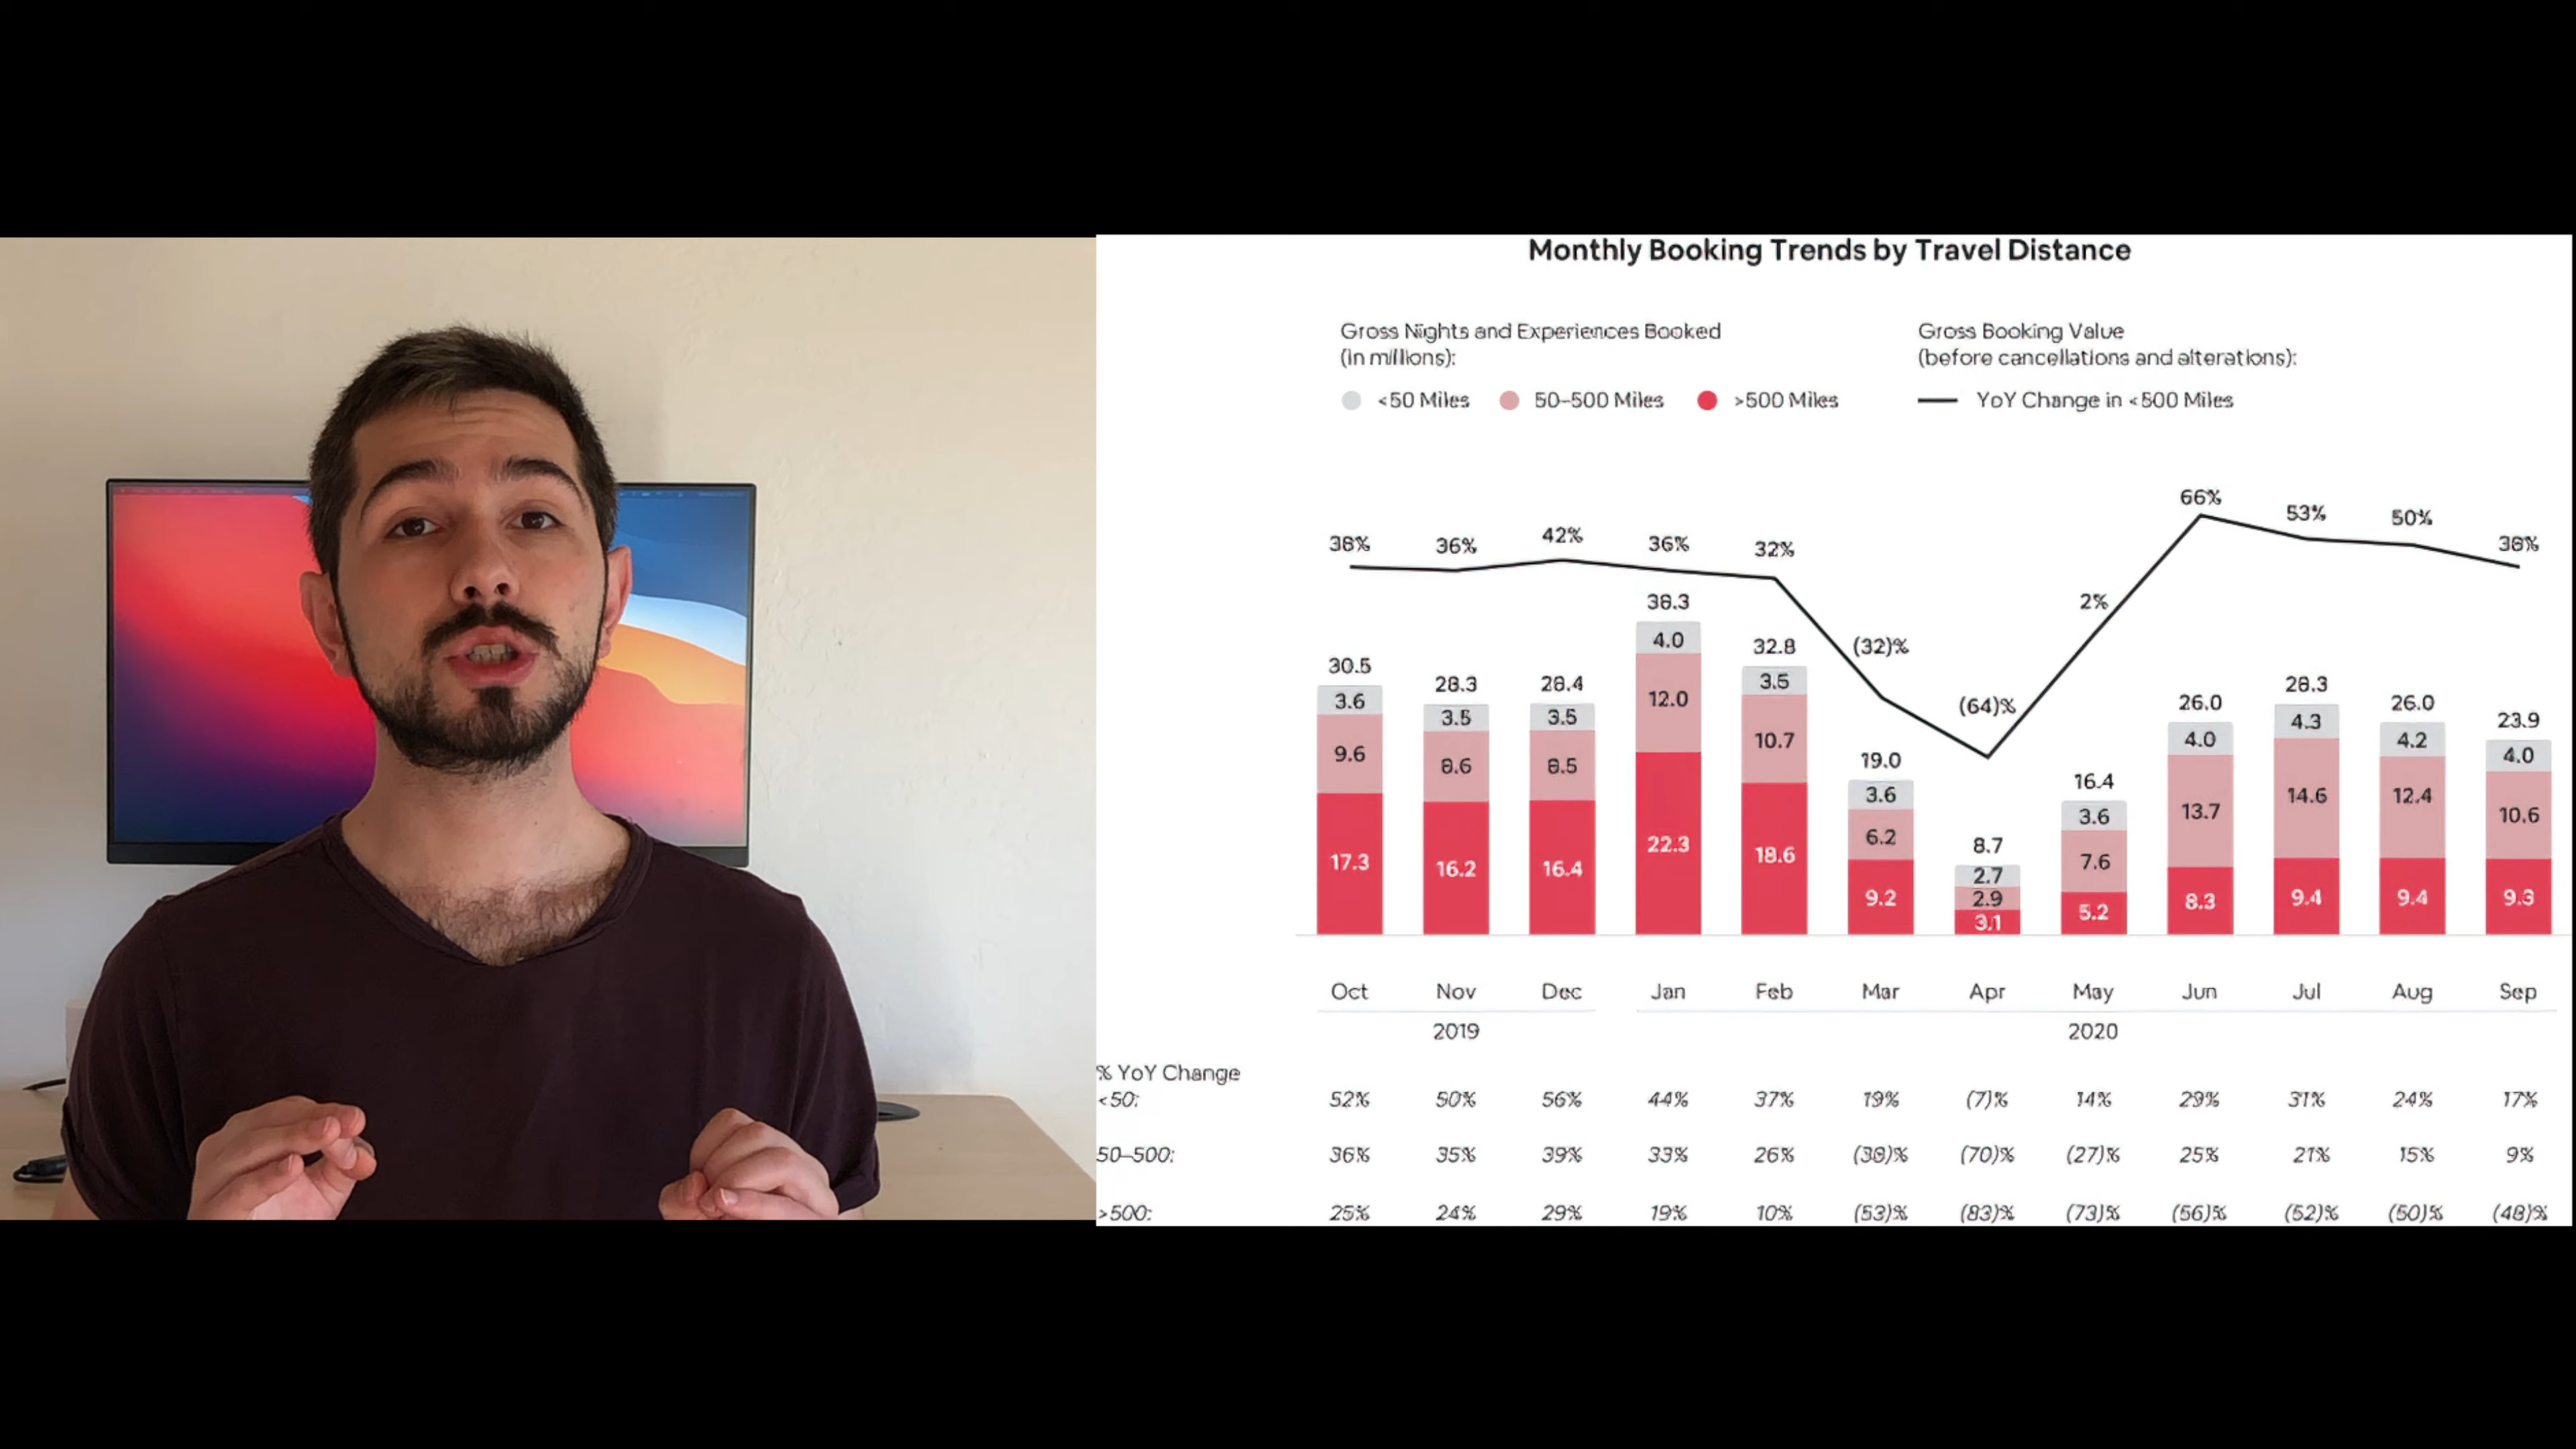 Monthly Booking Trends by Travel Distance
Gross Nights and Experiences Booked
(in millions):
<50 Miles 50–500 Miles >500 Miles
Gross Booking Value
(before cancellations and alterations):
YoY Change in <500 Miles
38% 36% 42% 36% 32% (32)% (64)% 2% 66% 53% 50% 38%
30.5 28.3 28.4 38.3 32.8 19.0 8.7 16.4 26.0 28.3 26.0 23.9
3.6 3.5 3.5 4.0 3.5 3.6 2.7 3.6 4.0 4.3 4.2 4.0
9.6 8.6 8.5 12.0 10.7 6.2 2.9 7.6 13.7 14.6 12.4 10.6
17.3 16.2 16.4 22.3 18.6 9.2 3.1 5.2 8.3 9.4 9.4 9.3
Oct Nov Dec Jan Feb Mar Apr May Jun Jul Aug Sep
2019 2020
% YoY Change
<50: 52% 50% 56% 44% 37% 19% (7)% 14% 29% 31% 24% 17%
50–500: 36% 35% 39% 33% 26% (38)% (70)% (27)% 25% 21% 15% 9%
>500: 25% 24% 29% 19% 10% (53)% (83)% (73)% (56)% (52)% (50)% (48)%